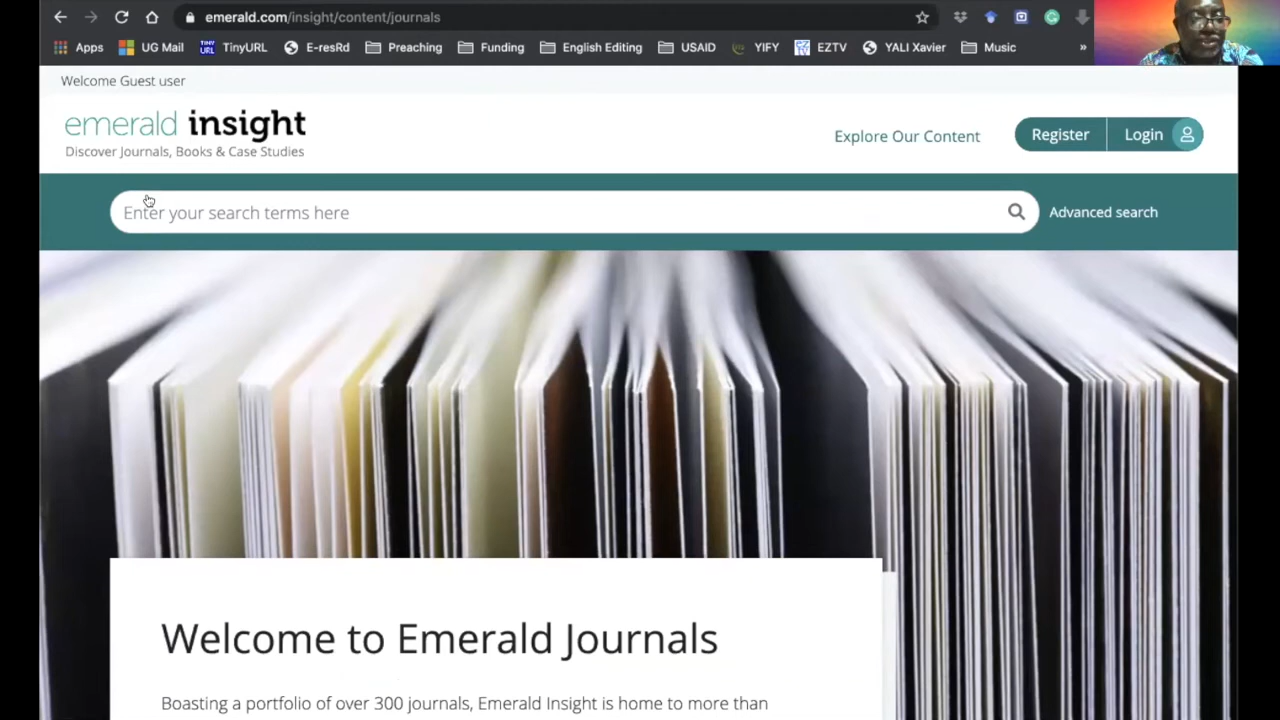 emerald.com/insight/content/journals
Apps UG Mail TINY URL TinyURL E-resRd Preaching Funding English Editing USAID YIFY EZTV YALI Xavier Music »
Welcome Guest user
emerald insight
Discover Journals, Books & Case Studies
Explore Our Content
Register Login
Enter your search terms here
Advanced search
Welcome to Emerald Journals
Boasting a portfolio of over 300 journals, Emerald Insight is home to more than